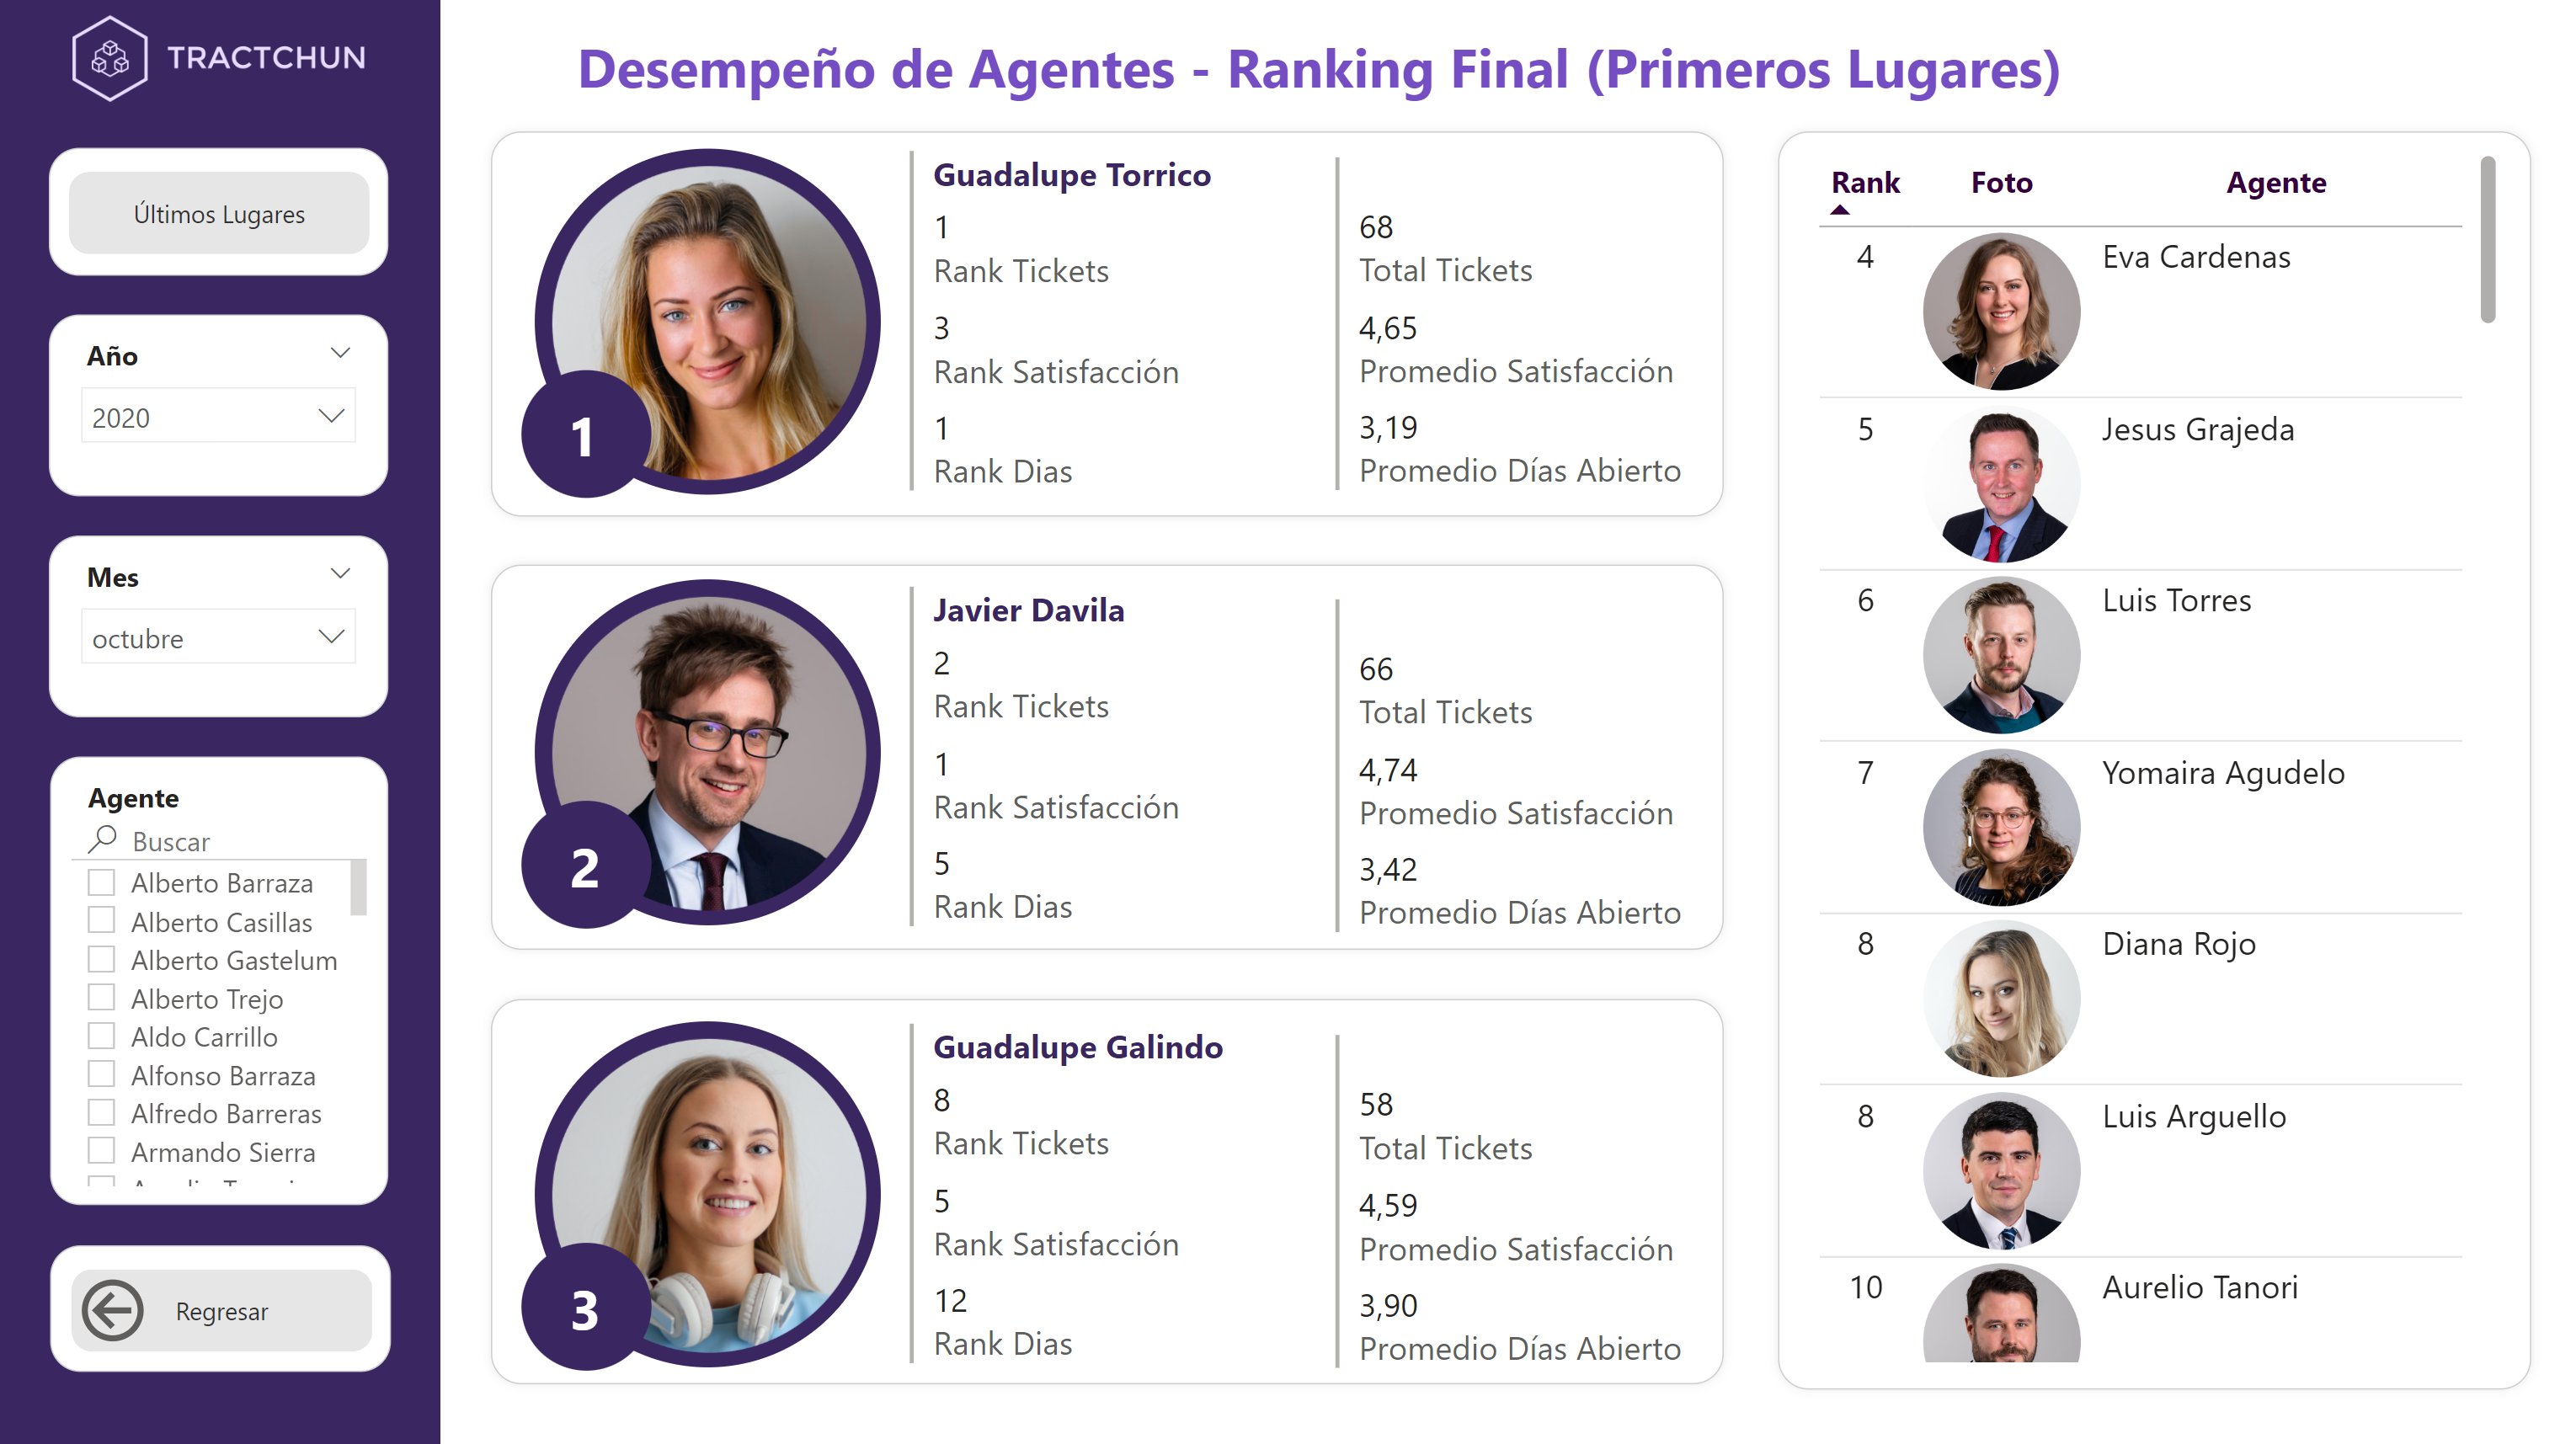 TRACTCHUN
Últimos Lugares
Año
2020
Mes
octubre
Agente
Buscar
Alberto Barraza
Alberto Casillas
Alberto Gastelum
Alberto Trejo
Aldo Carrillo
Alfonso Barraza
Alfredo Barreras
Armando Sierra
Regresar
Desempeño de Agentes - Ranking Final (Primeros Lugares)
1
Guadalupe Torrico
1
Rank Tickets
3
Rank Satisfacción
1
Rank Dias
68
Total Tickets
4,65
Promedio Satisfacción
3,19
Promedio Días Abierto
2
Javier Davila
2
Rank Tickets
1
Rank Satisfacción
5
Rank Dias
66
Total Tickets
4,74
Promedio Satisfacción
3,42
Promedio Días Abierto
3
Guadalupe Galindo
8
Rank Tickets
5
Rank Satisfacción
12
Rank Dias
58
Total Tickets
4,59
Promedio Satisfacción
3,90
Promedio Días Abierto
Rank Foto Agente
4 Eva Cardenas
5 Jesus Grajeda
6 Luis Torres
7 Yomaira Agudelo
8 Diana Rojo
8 Luis Arguello
10 Aurelio Tanori